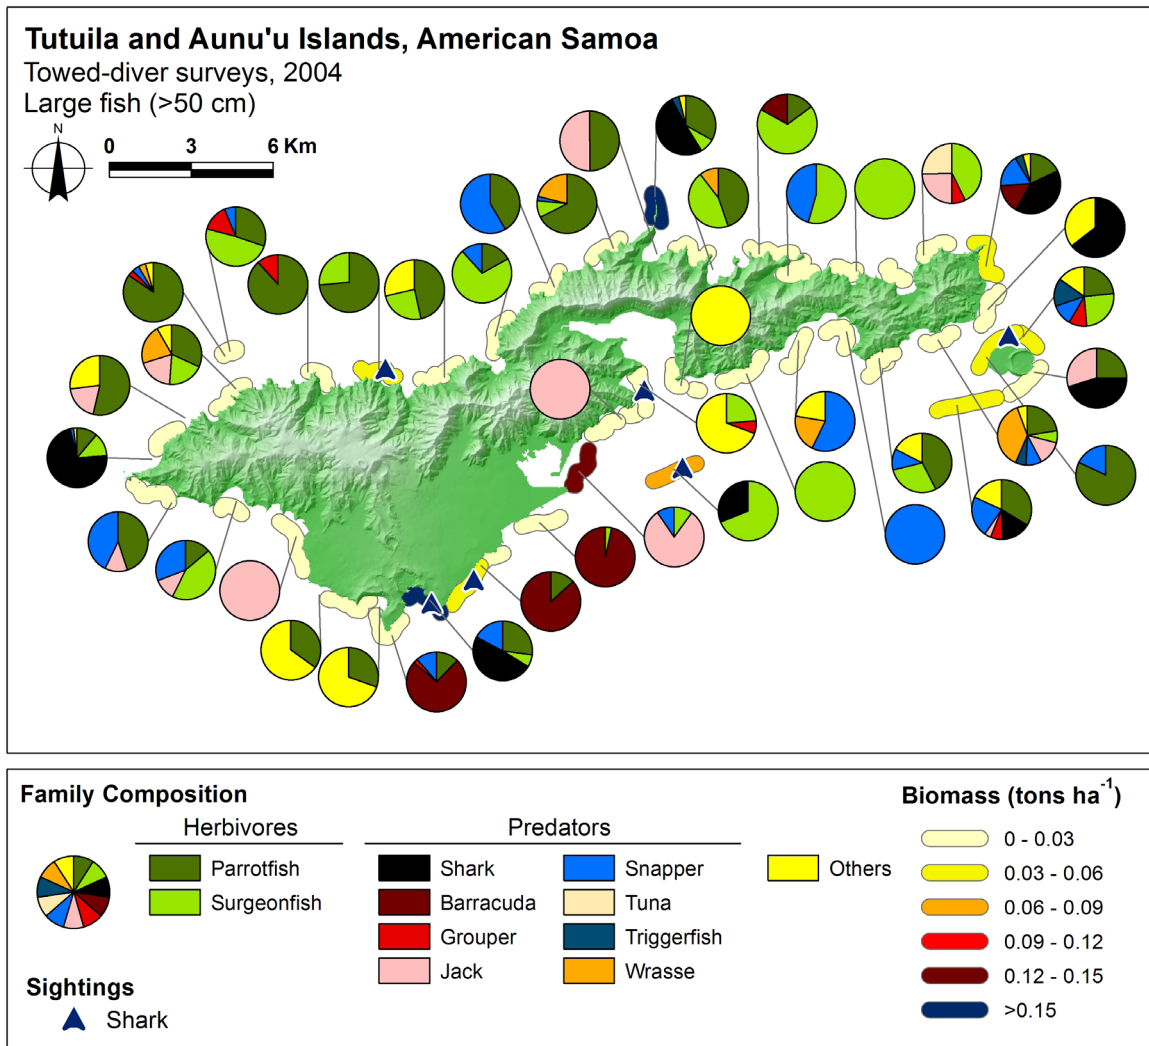 Tutuila and Aunu'u Islands, American Samoa
Towed-diver surveys, 2004
Large fish (>50 cm)
N
0 3 6 Km
Family Composition
Herbivores
Parrotfish
Surgeonfish
Predators
Shark
Barracuda
Grouper
Jack
Snapper
Tuna
Triggerfish
Wrasse
Others
Sightings
Shark
Biomass (tons ha⁻¹)
0 - 0.03
0.03 - 0.06
0.06 - 0.09
0.09 - 0.12
0.12 - 0.15
>0.15